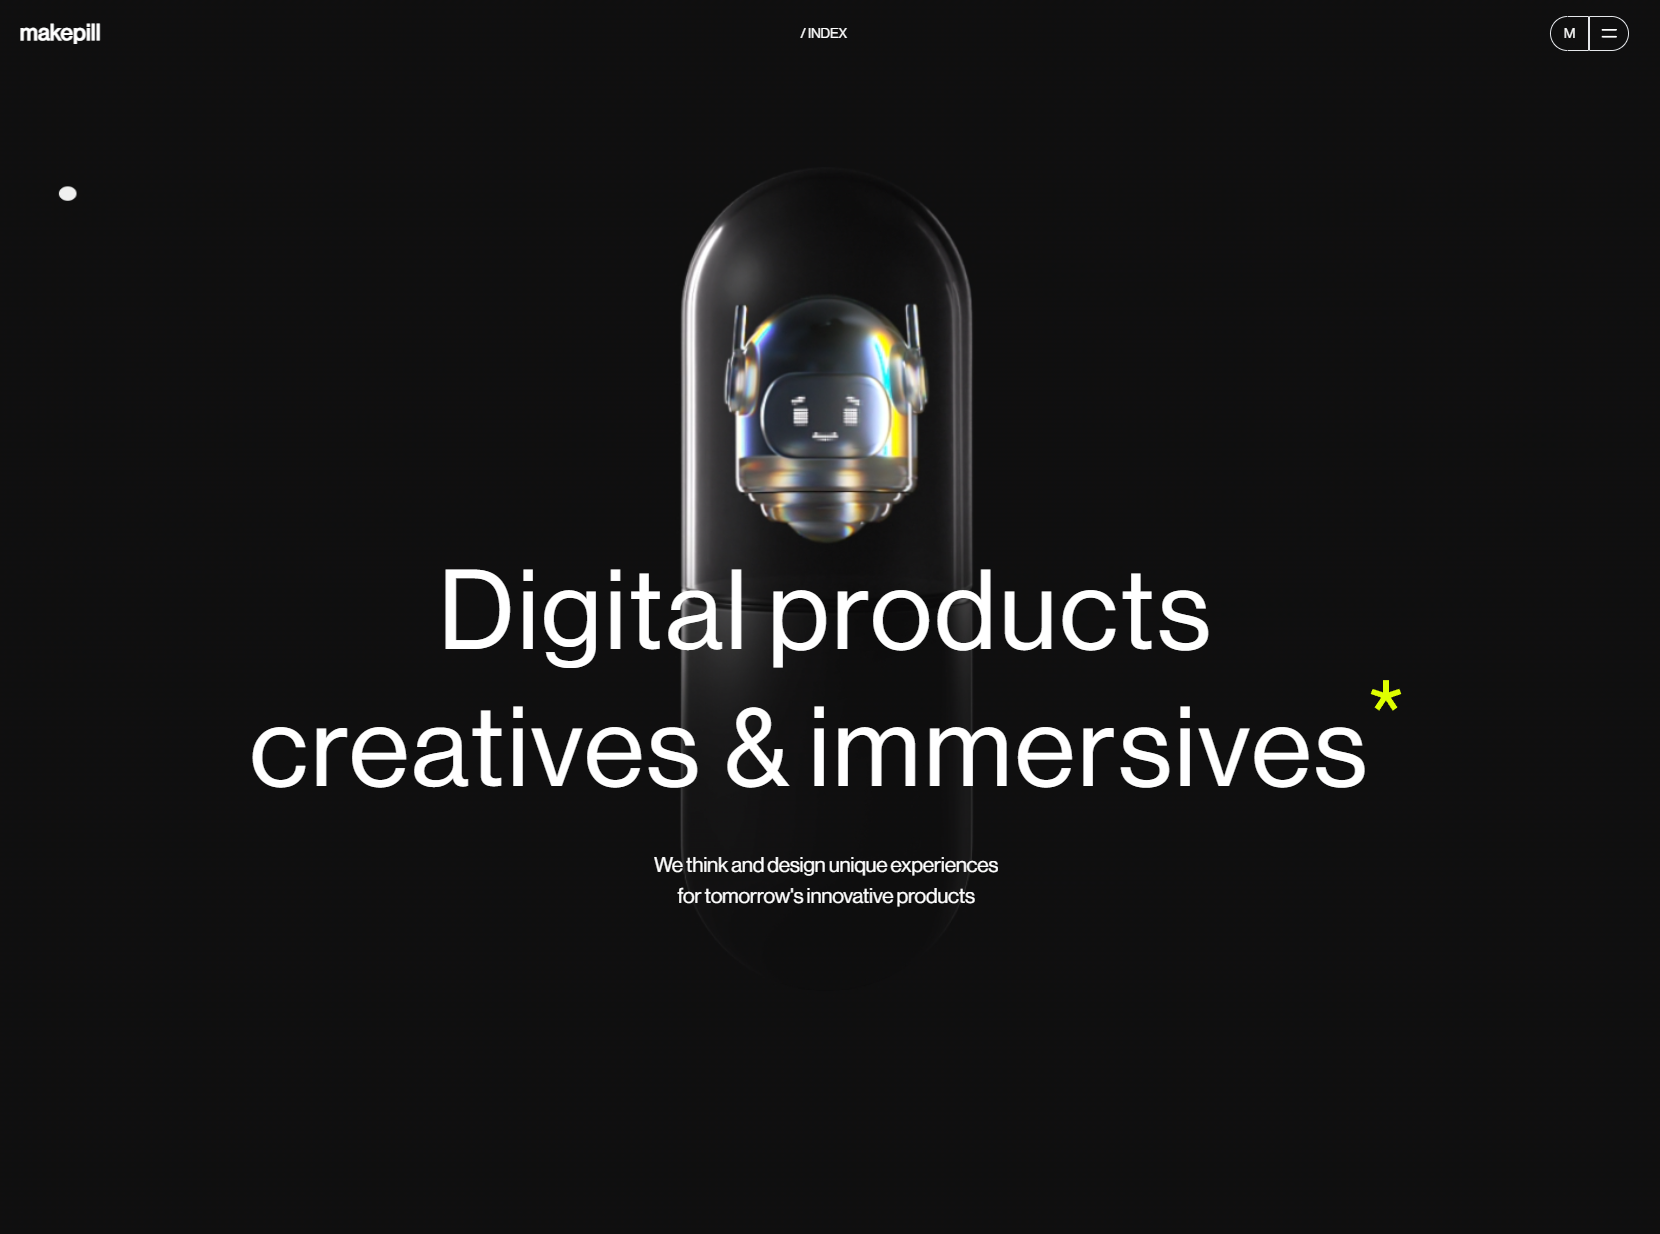 makepill
/ INDEX
M
Digital products
creatives & immersives*
We think and design unique experiences
for tomorrow's innovative products